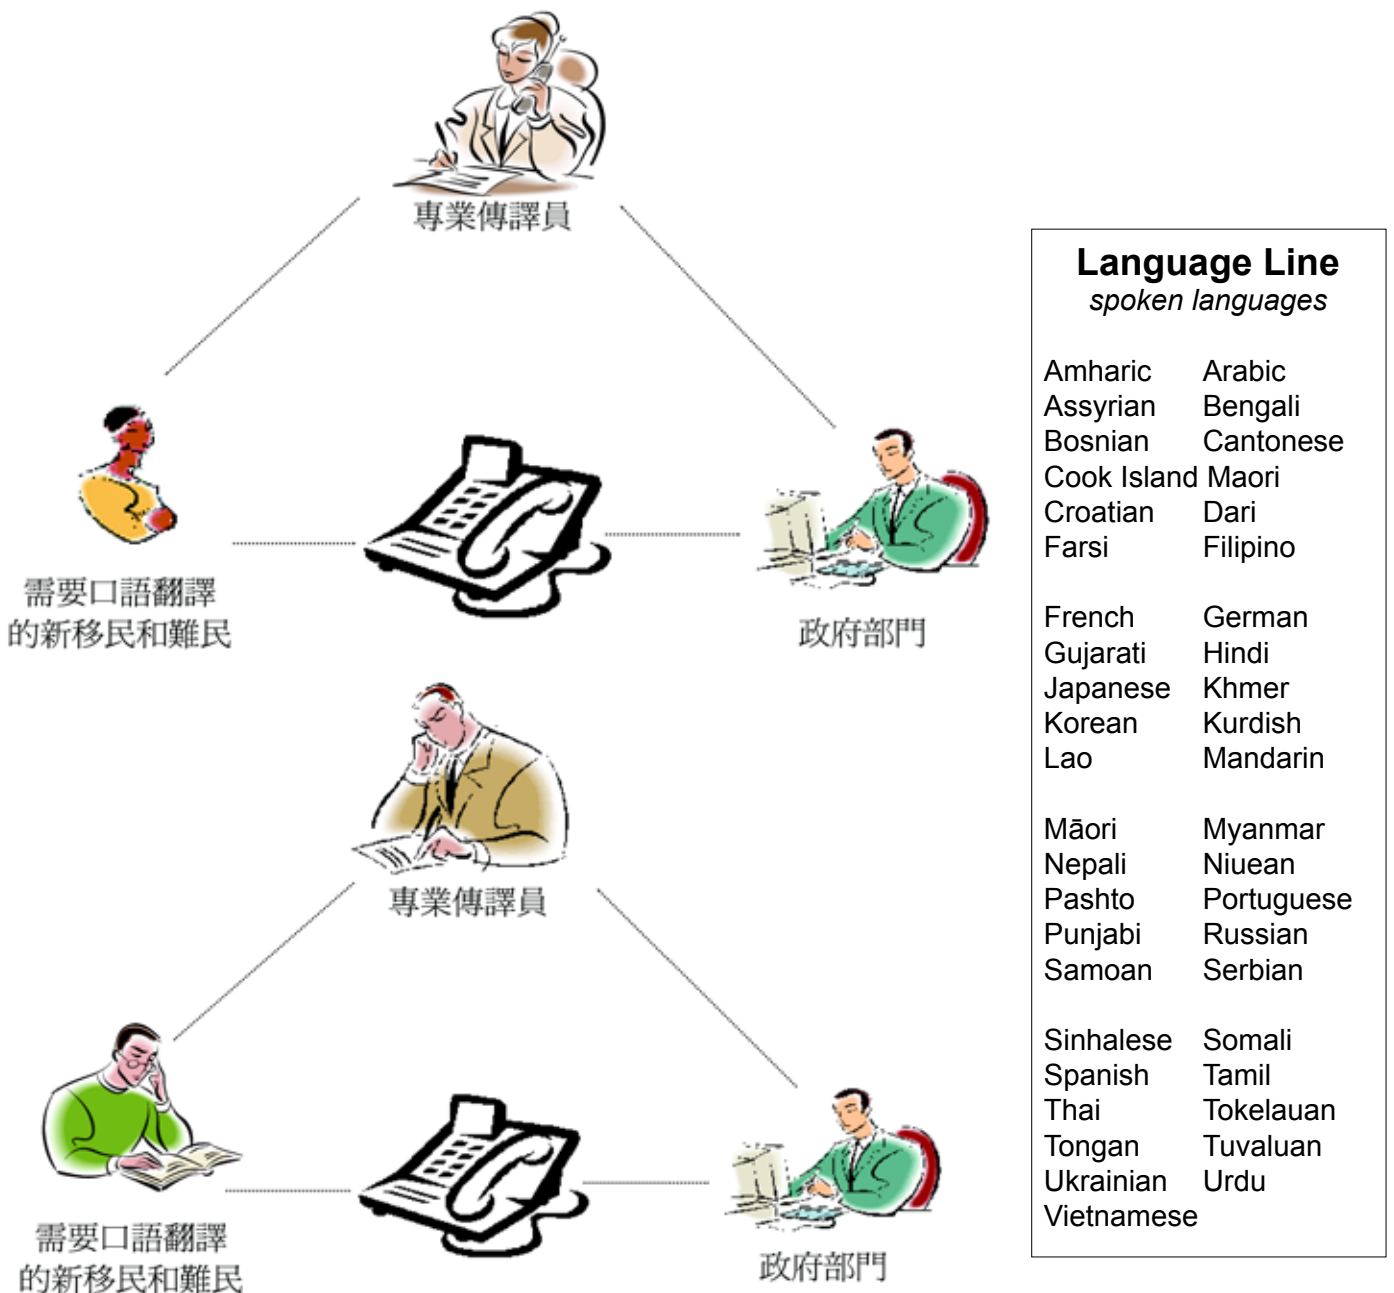 專業傳譯員
需要口語翻譯
的新移民和難民
政府部門
專業傳譯員
需要口語翻譯
的新移民和難民
政府部門
Language Line
spoken languages
Amharic Arabic
Assyrian Bengali
Bosnian Cantonese
Cook Island Maori
Croatian Dari
Farsi Filipino
French German
Gujarati Hindi
Japanese Khmer
Korean Kurdish
Lao Mandarin
Māori Myanmar
Nepali Niuean
Pashto Portuguese
Punjabi Russian
Samoan Serbian
Sinhalese Somali
Spanish Tamil
Thai Tokelauan
Tongan Tuvaluan
Ukrainian Urdu
Vietnamese